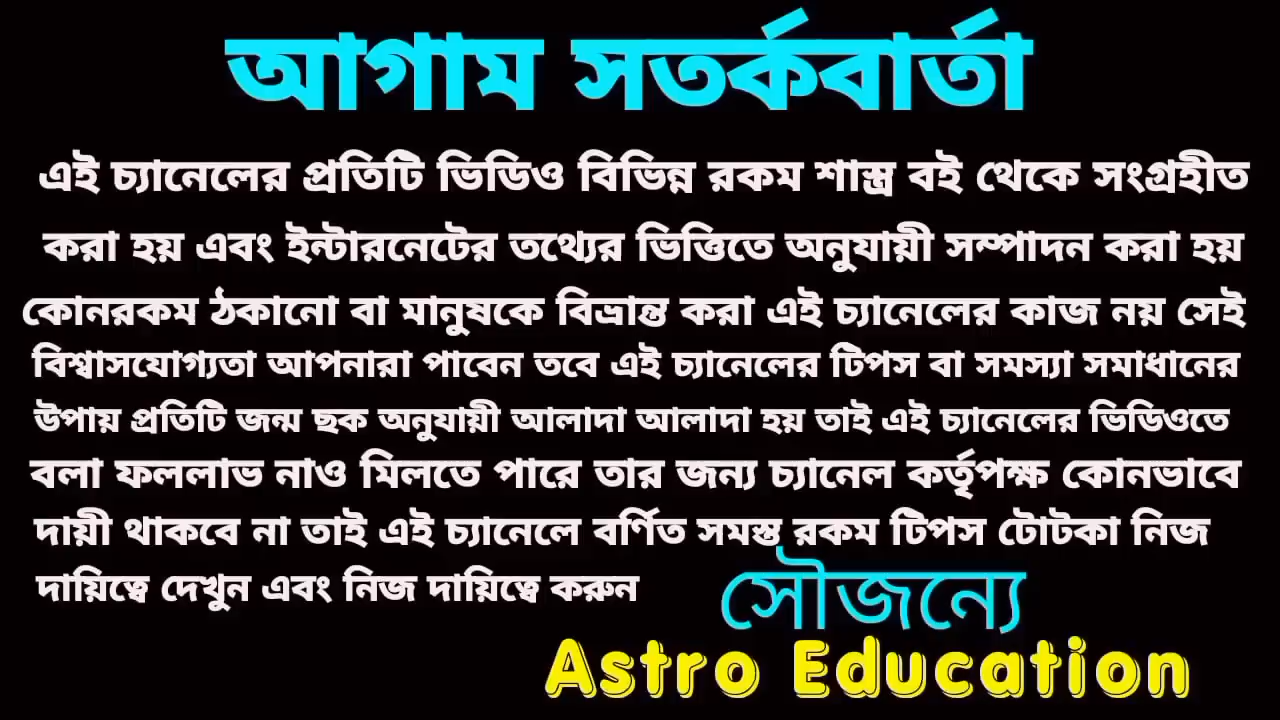 আগাম সতর্কবার্তা
এই চ্যানেলের প্রতিটি ভিডিও বিভিন্ন রকম শাস্ত্র বই থেকে সংগ্রহীত
করা হয় এবং ইন্টারনেটের তথ্যের ভিত্তিতে অনুযায়ী সম্পাদন করা হয়
কোনরকম ঠকানো বা মানুষকে বিভ্রান্ত করা এই চ্যানেলের কাজ নয় সেই
বিশ্বাসযোগ্যতা আপনারা পাবেন তবে এই চ্যানেলের টিপস বা সমস্যা সমাধানের
উপায় প্রতিটি জন্ম ছক অনুযায়ী আলাদা আলাদা হয় তাই এই চ্যানেলের ভিডিওতে
বলা ফললাভ নাও মিলতে পারে তার জন্য চ্যানেল কর্তৃপক্ষ কোনভাবে
দায়ী থাকবে না তাই এই চ্যানেলে বর্ণিত সমস্ত রকম টিপস টোটকা নিজ
দায়িত্বে দেখুন এবং নিজ দায়িত্বে করুন
সৌজন্যে
Astro Education